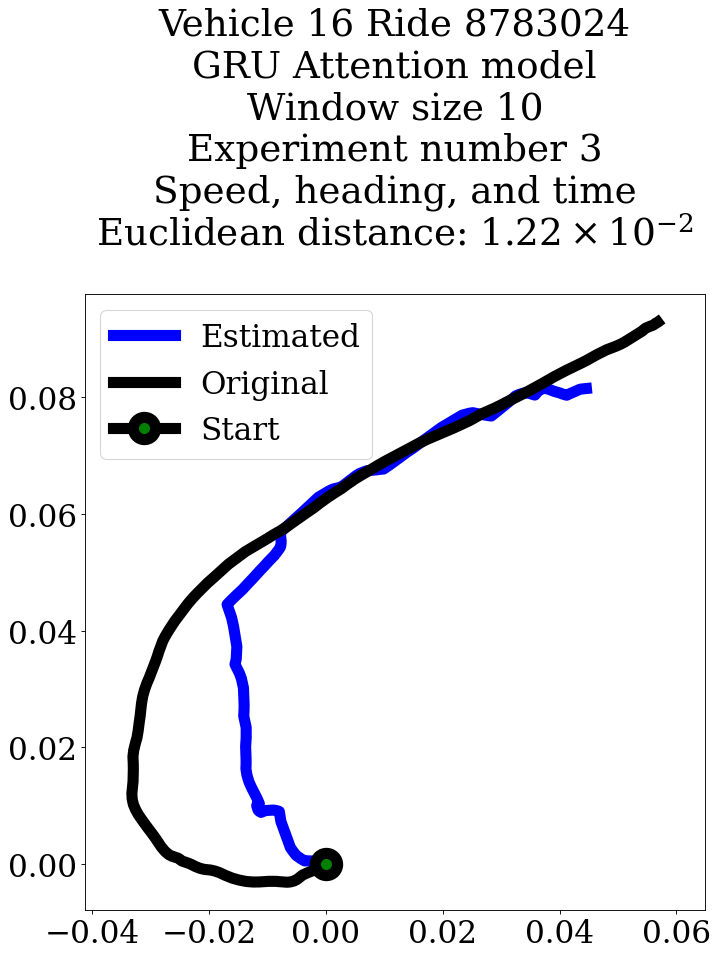 Vehicle 16 Ride 8783024
GRU Attention model
Window size 10
Experiment number 3
Speed, heading, and time
Euclidean distance: 1.22 × 10⁻²
Estimated
Original
Start
0.08
0.06
0.04
0.02
0.00
−0.04
−0.02
0.00
0.02
0.04
0.06